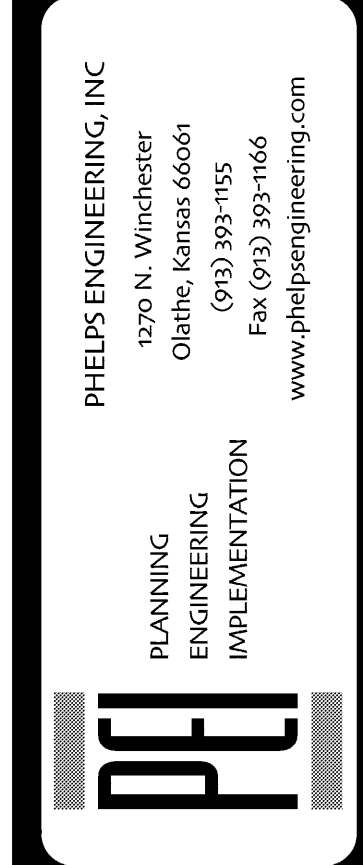 PEI
PLANNING
ENGINEERING
IMPLEMENTATION
PHELPS ENGINEERING, INC
1270 N. Winchester
Olathe, Kansas 66061
(913) 393-1155
Fax (913) 393-1166
www.phelpsengineering.com